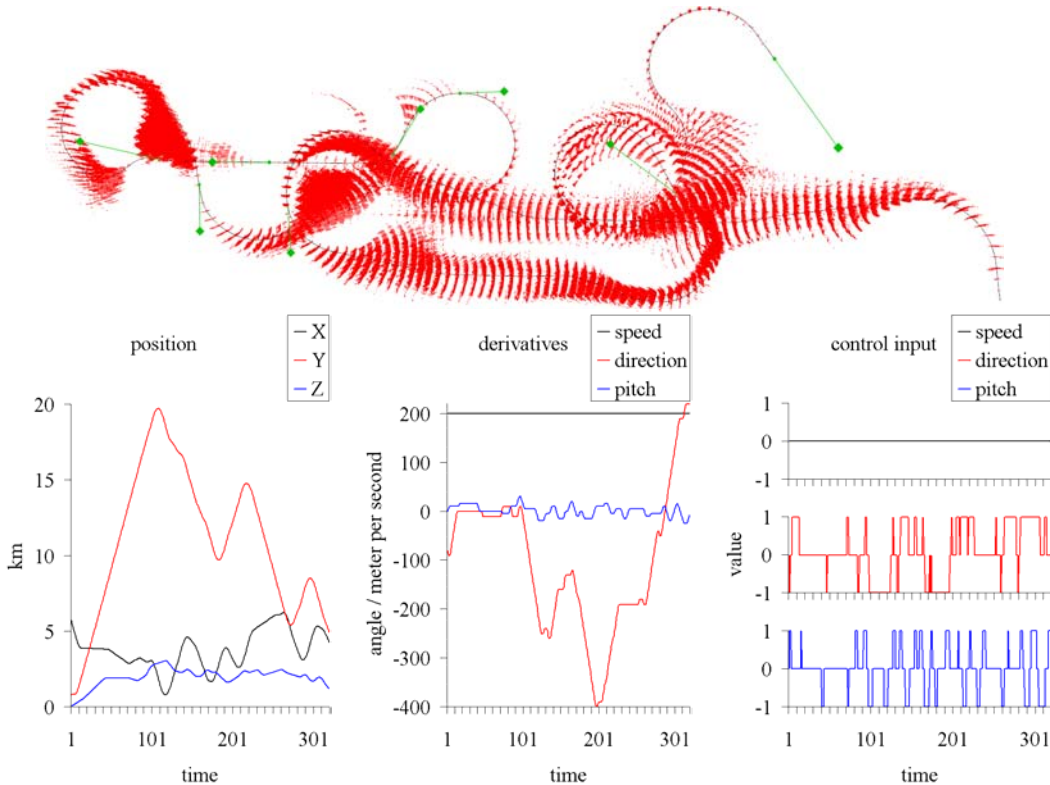 position
X
Y
Z
km
20
15
10
5
0
1
101
201
301
time
derivatives
speed
direction
pitch
angle / meter per second
200
100
0
-100
-200
-300
-400
1
101
201
301
time
control input
speed
direction
pitch
value
1
0
-1
1
0
-1
1
0
-1
1
101
201
301
time